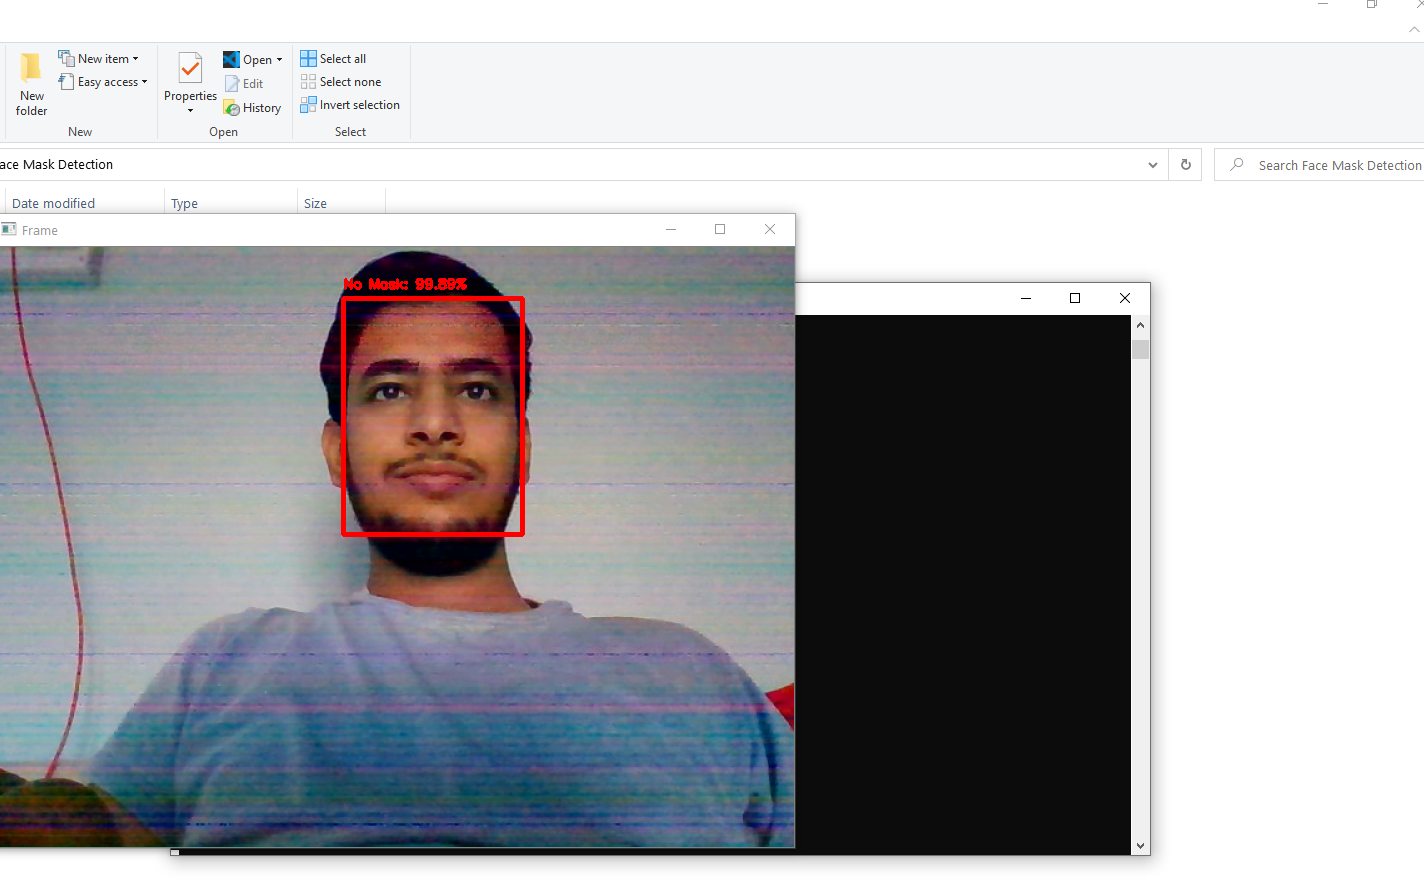 New item
Easy access
New
folder
New
Properties
Open
Edit
History
Open
Select all
Select none
Invert selection
Select
ace Mask Detection
Search Face Mask Detection
Date modified
Type
Size
Frame
No Mask: 99.89%